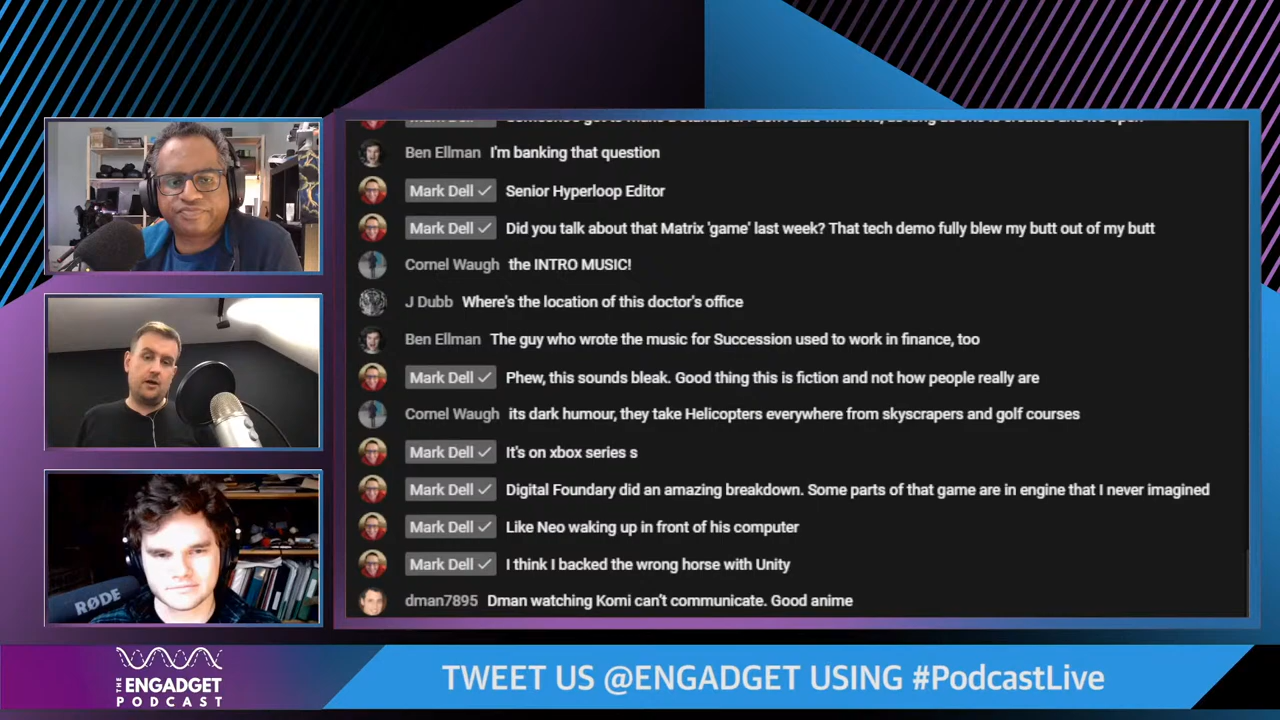 Ben Ellman I'm banking that question
Mark Dell ✓ Senior Hyperloop Editor
Mark Dell ✓ Did you talk about that Matrix 'game' last week? That tech demo fully blew my butt out of my butt
Cornel Waugh the INTRO MUSIC!
J Dubb Where's the location of this doctor's office
Ben Ellman The guy who wrote the music for Succession used to work in finance, too
Mark Dell ✓ Phew, this sounds bleak. Good thing this is fiction and not how people really are
Cornel Waugh its dark humour, they take Helicopters everywhere from skyscrapers and golf courses
Mark Dell ✓ It's on xbox series s
Mark Dell ✓ Digital Foundary did an amazing breakdown. Some parts of that game are in engine that I never imagined
Mark Dell ✓ Like Neo waking up in front of his computer
Mark Dell ✓ I think I backed the wrong horse with Unity
dman7895 Dman watching Komi can't communicate. Good anime
RØDE
THE
ENGADGET
PODCAST
TWEET US @ENGADGET USING #PodcastLive